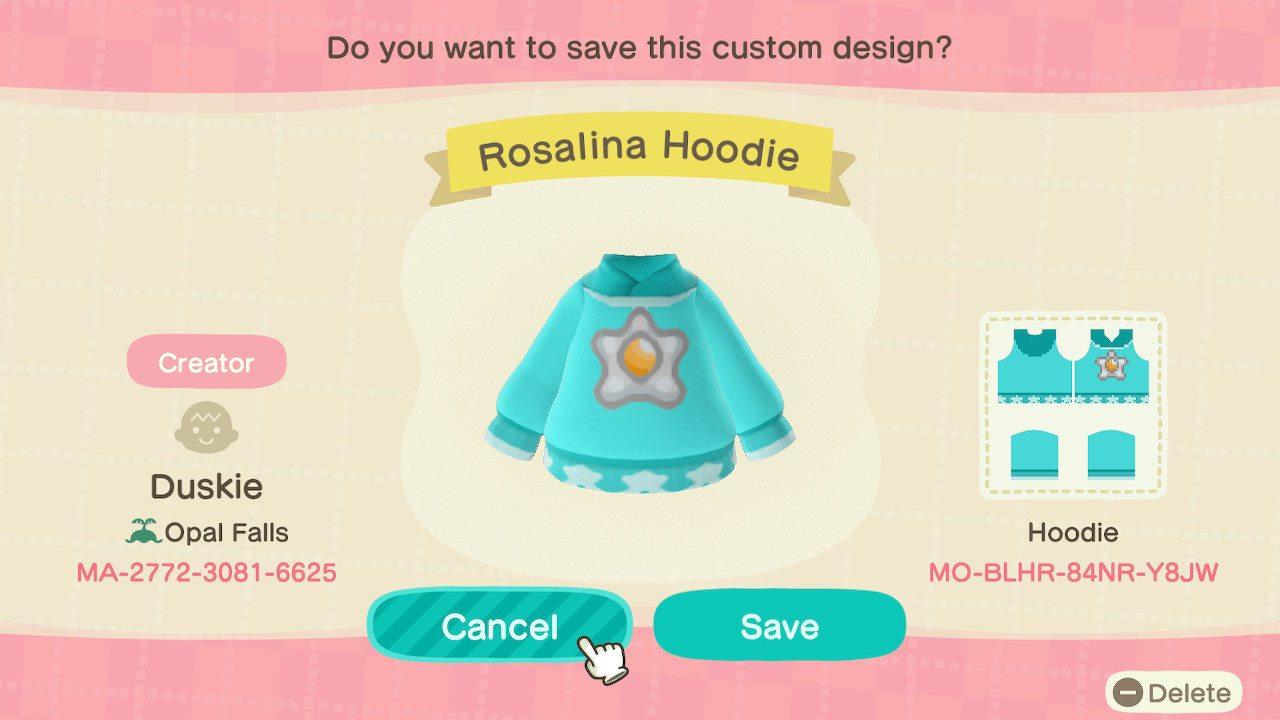 Do you want to save this custom design?
Rosalina Hoodie
Creator
Duskie
Opal Falls
MA-2772-3081-6625
Hoodie
MO-BLHR-84NR-Y8JW
Cancel
Save
Delete